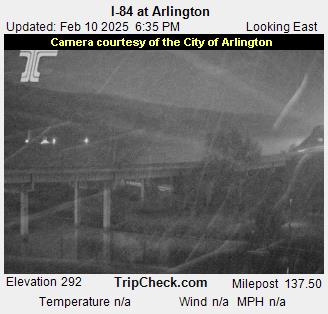 I-84 at Arlington
Updated: Feb 10 2025 6:35 PM Looking East
Camera courtesy of the City of Arlington
Elevation 292 TripCheck.com Milepost 137.50
Temperature n/a Wind n/a MPH n/a